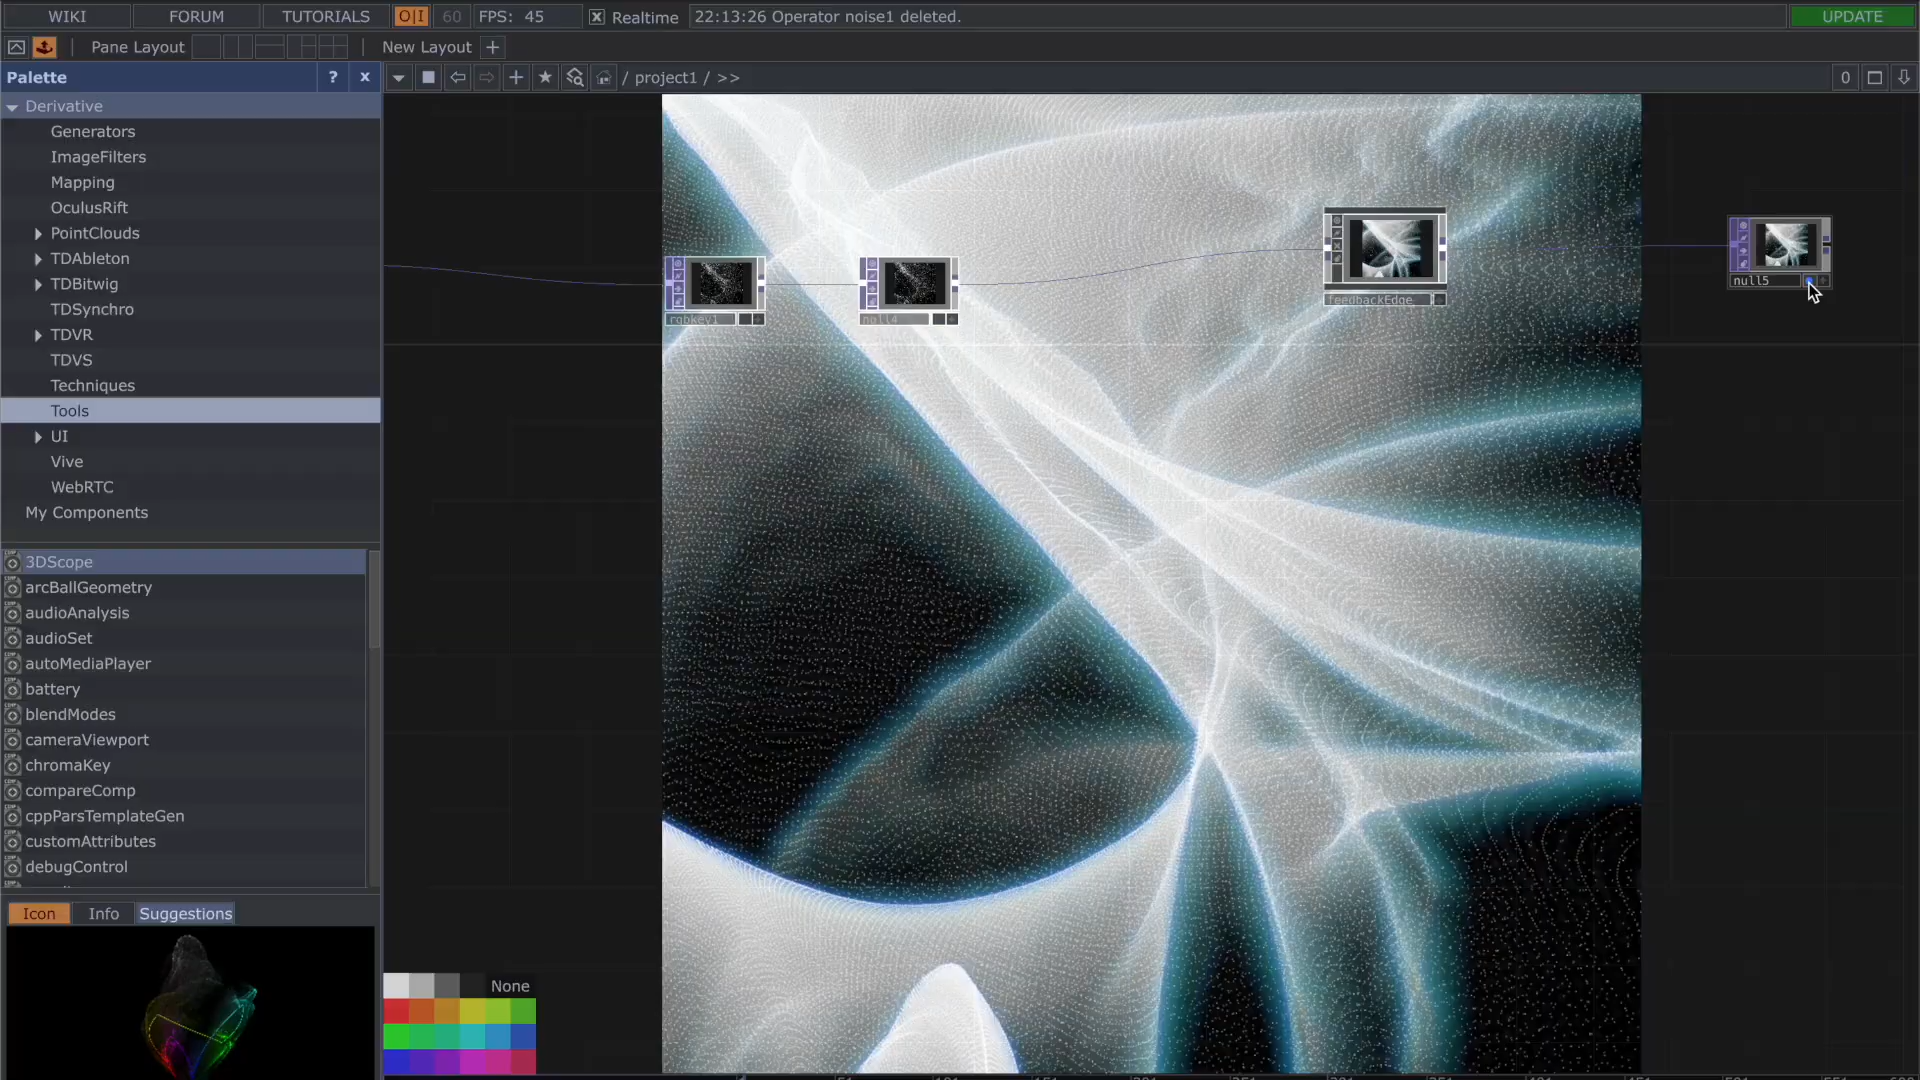 WIKI FORUM TUTORIALS O|I 60 FPS: 45 Realtime 22:13:26 Operator noise1 deleted. UPDATE
Pane Layout New Layout +
Palette ? x / project1 / >> 0
Derivative
Generators
ImageFilters
Mapping
OculusRift
PointClouds
TDAbleton
TDBitwig
TDSynchro
TDVR
TDVS
Techniques
Tools
UI
Vive
WebRTC
My Components
rgbkey1
null4
feedbackEdge
null5
3DScope
arcBallGeometry
audioAnalysis
audioSet
autoMediaPlayer
battery
blendModes
cameraViewport
chromaKey
compareComp
cppParsTemplateGen
customAttributes
debugControl
Icon Info Suggestions
None